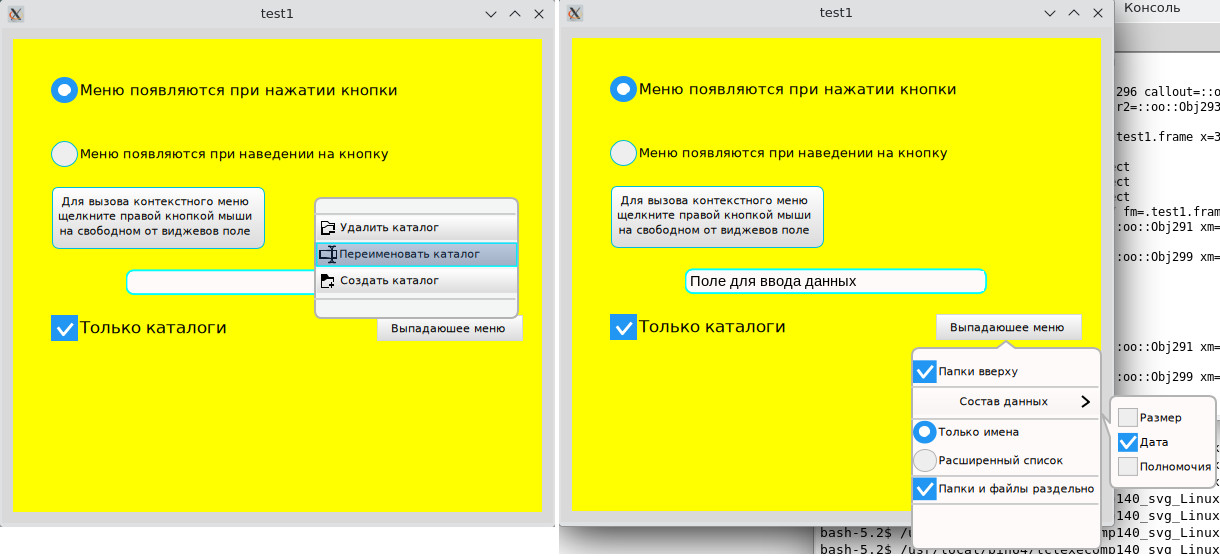 test1
Меню появляются при нажатии кнопки
Меню появляются при наведении на кнопку
Для вызова контекстного меню
щелкните правой кнопкой мыши
на свободном от виджевов поле
Удалить каталог
Переименовать каталог
Создать каталог
Только каталоги
Выпадаюшее меню
test1
Меню появляются при нажатии кнопки
Меню появляются при наведении на кнопку
Для вызова контекстного меню
щелкните правой кнопкой мыши
на свободном от виджевов поле
Поле для ввода данных
Только каталоги
Выпадаюшее меню
Папки вверху
Состав данных
Только имена
Расширенный список
Папки и файлы раздельно
Размер
Дата
Полномочия
Консоль
296 callout=::o
r2=::oo::Obj293
test1.frame x=3
ect
ect
ect
f fm=.test1.fram
:oo::Obj291 xm=
:oo::Obj299 xm=
:oo::Obj291 xm=
:oo::Obj299 xm=
140_svg_Linux
140_svg_Linux
bash-5.2$ /u
mp140_svg_Linux
bash-5.2$ /usr/local/bin64/tclexecomp140_svg_Linux